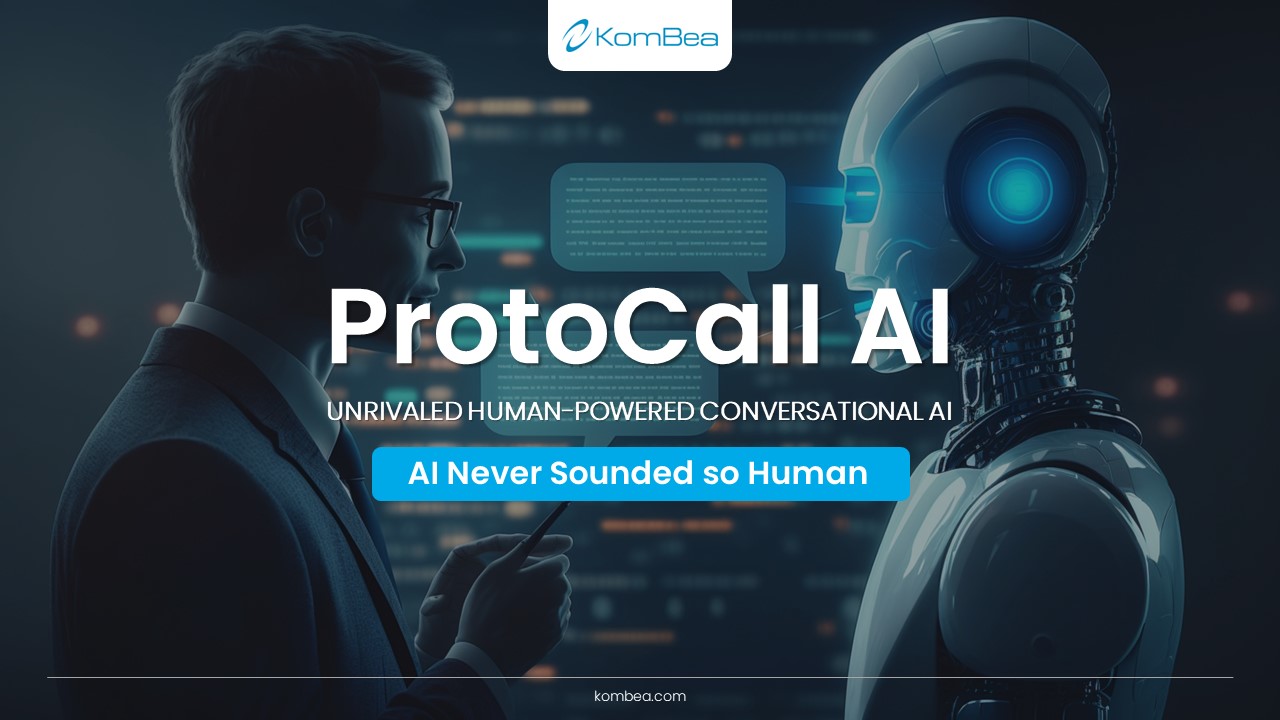 KomBea
ProtoCall AI
UNRIVALED HUMAN-POWERED CONVERSATIONAL AI
AI Never Sounded so Human
kombea.com